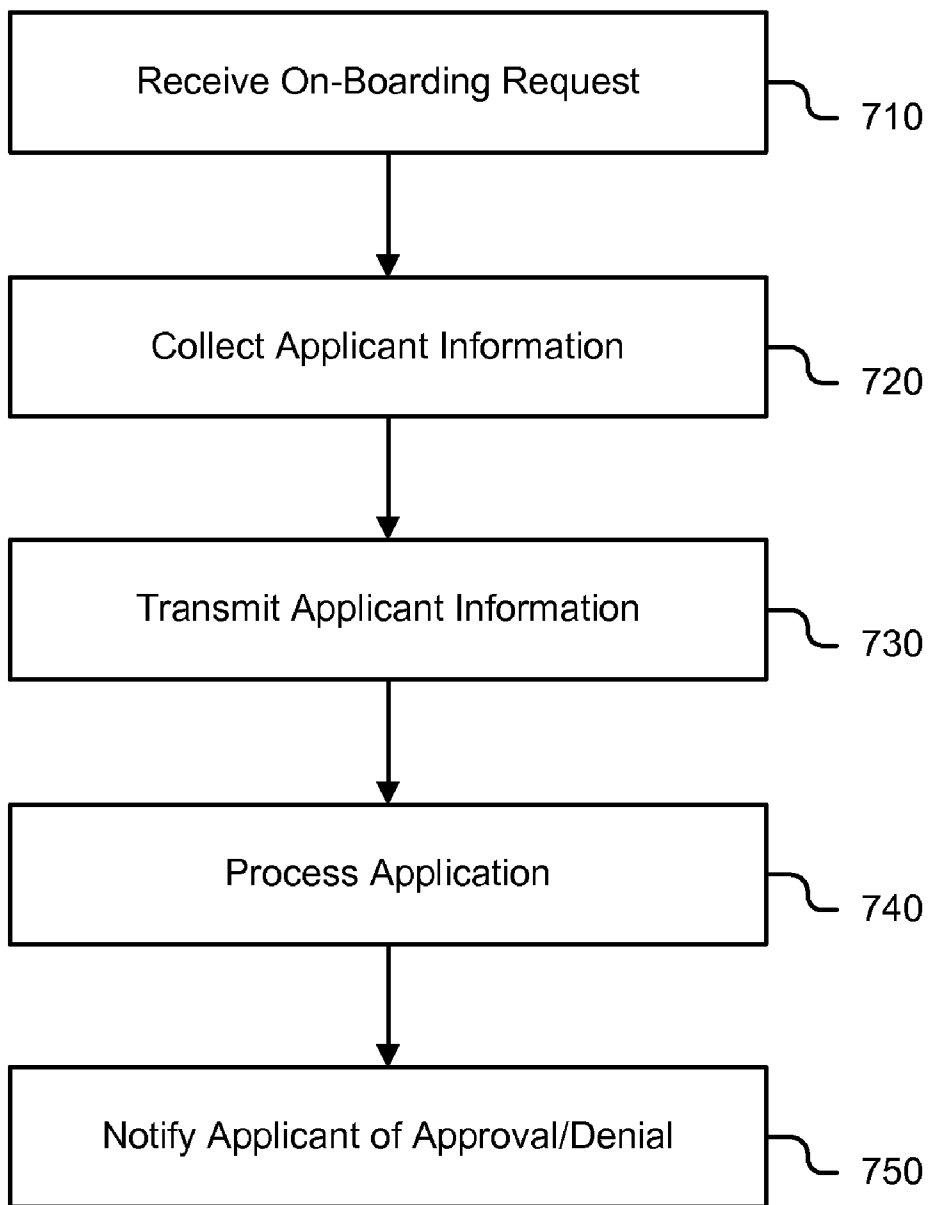 Receive On-Boarding Request
710
Collect Applicant Information
720
Transmit Applicant Information
730
Process Application
740
Notify Applicant of Approval/Denial
750